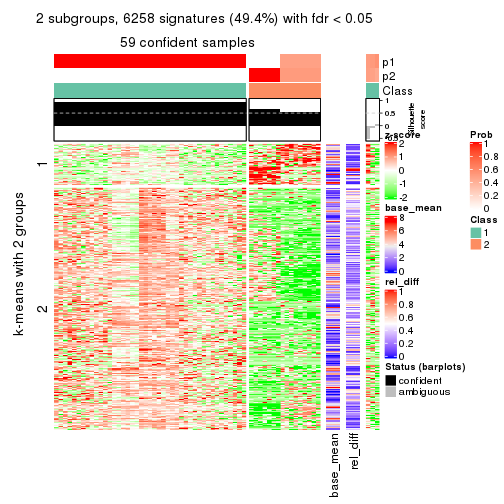 2 subgroups, 6258 signatures (49.4%) with fdr < 0.05
59 confident samples
p1
p2
Class
1
0.5
0
-0.5
Silhouette
score
k-means with 2 groups
1
2
base_mean
rel_diff
z-score
2
1
0
-1
-2
base_mean
8
6
4
2
0
rel_diff
1
0.8
0.6
0.4
0.2
0
Status (barplots)
confident
ambiguous
Prob
1
0.8
0.6
0.4
0.2
0
Class
1
2